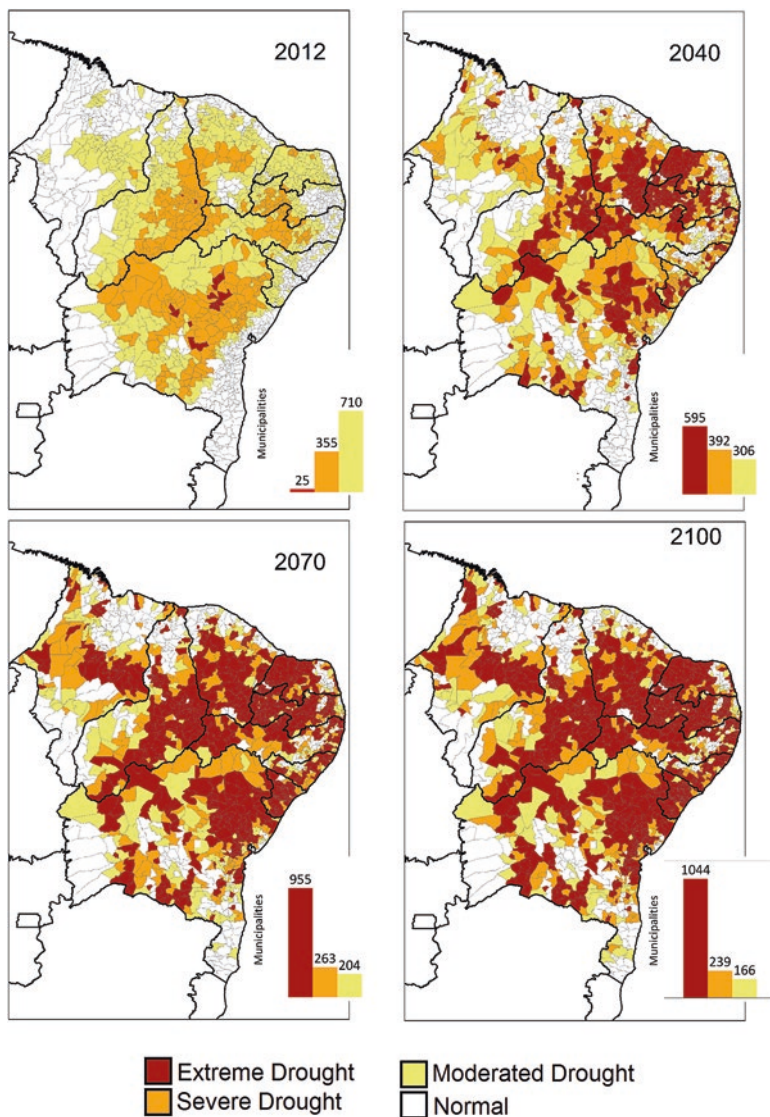 2012
710
355
25
Municipalities
2040
595
392
306
Municipalities
2070
955
263
204
Municipalities
2100
1044
239
166
Municipalities
Extreme Drought
Severe Drought
Moderated Drought
Normal